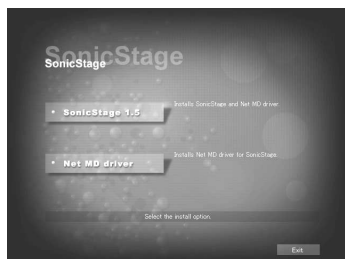 SonicStage
SonicStage
SonicStage 1.5
Installs SonicStage and Net MD driver.
Net MD driver
Installs Net MD driver for SonicStage.
Select the install option.
Exit